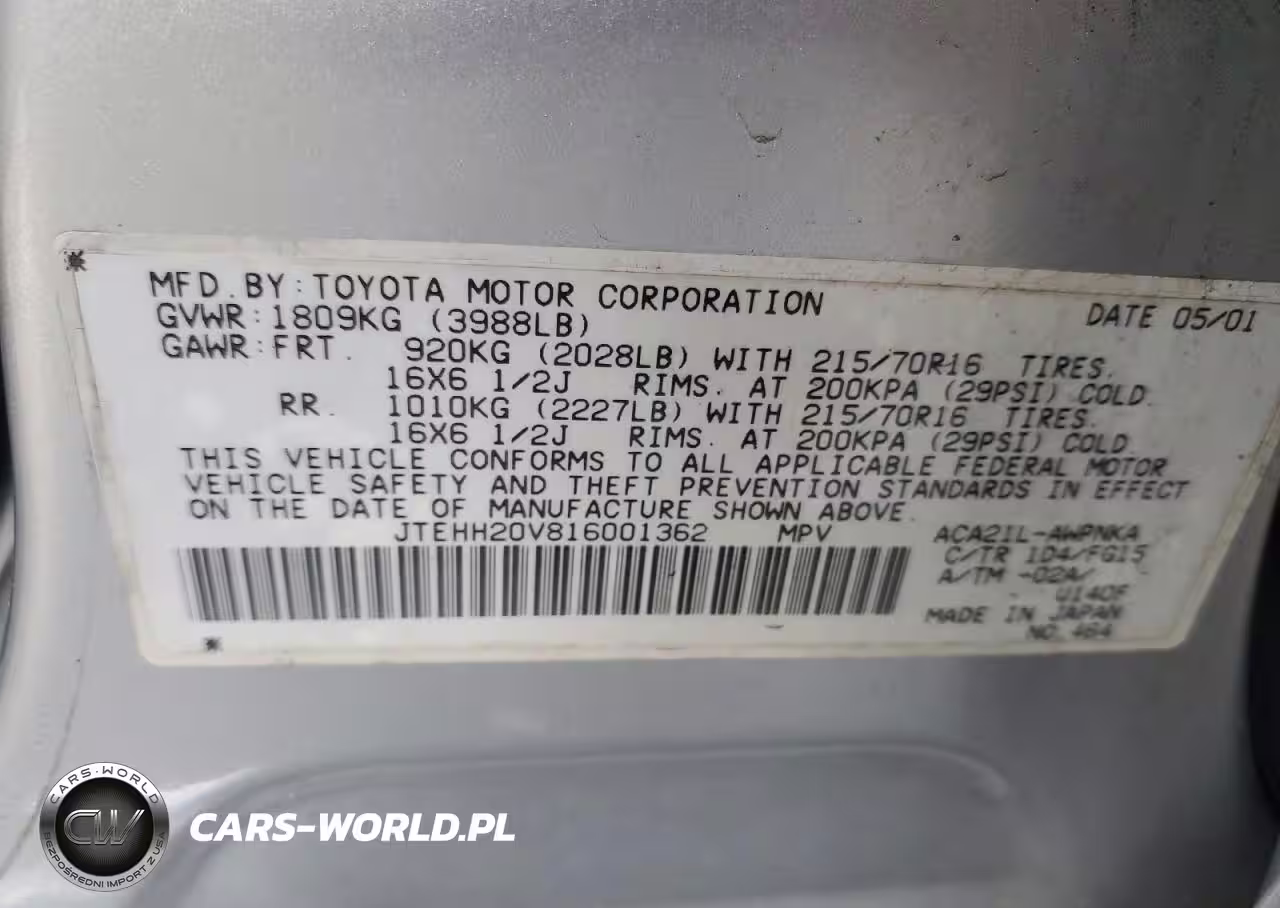 MFD. BY: TOYOTA MOTOR CORPORATION DATE 05/01
GVWR: 1809KG (3988LB)
GAWR: FRT. 920KG (2028LB) WITH 215/70R16 TIRES.
16X6 1/2J RIMS. AT 200KPA (29PSI) COLD.
RR. 1010KG (2227LB) WITH 215/70R16 TIRES.
16X6 1/2J RIMS. AT 200KPA (29PSI) COLD.
THIS VEHICLE CONFORMS TO ALL APPLICABLE FEDERAL MOTOR
VEHICLE SAFETY AND THEFT PREVENTION STANDARDS IN EFFECT
ON THE DATE OF MANUFACTURE SHOWN ABOVE.
JTEHH20V816001362 MPV ACA21L-AWPNKA
C/TR 1D4/FG15
A/TM -02A/
U140F
MADE IN JAPAN
NO. 464
CARS-WORLD
CW
BEZPOŚREDNI IMPORT Z USA
CARS-WORLD.PL